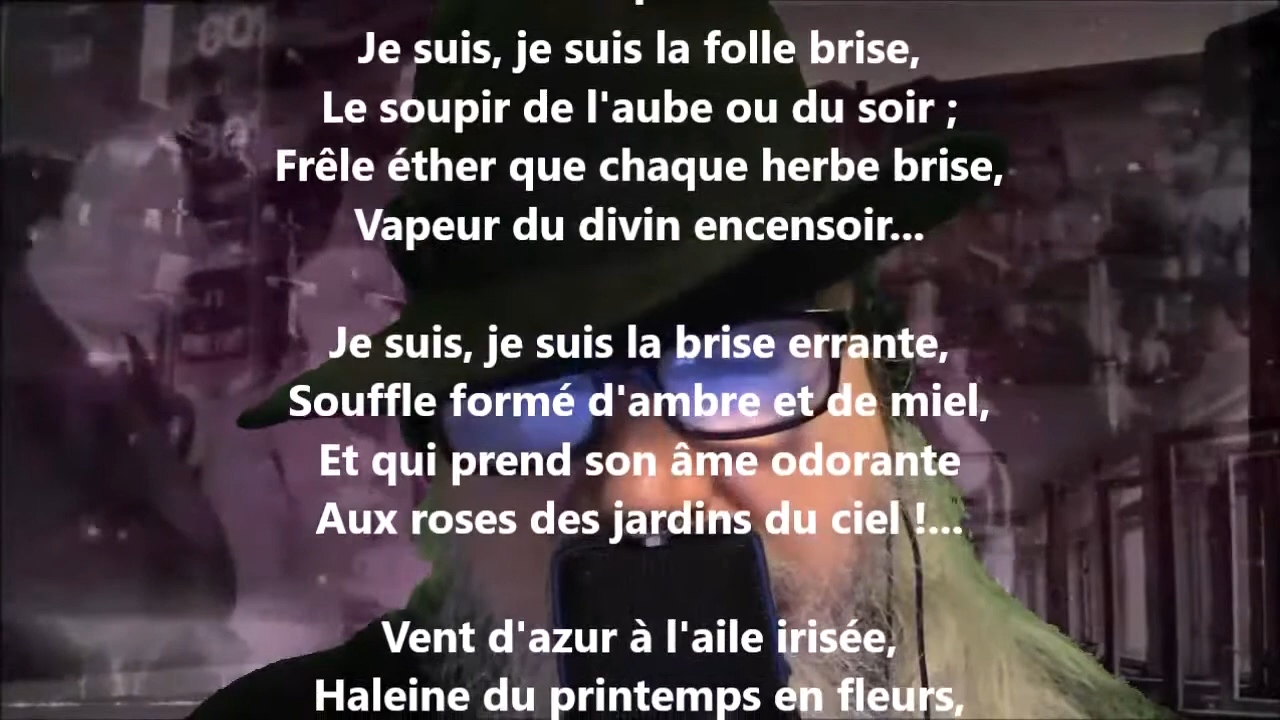 Je suis, je suis la folle brise,
Le soupir de l'aube ou du soir ;
Frêle éther que chaque herbe brise,
Vapeur du divin encensoir...
Je suis, je suis la brise errante,
Souffle formé d'ambre et de miel,
Et qui prend son âme odorante
Aux roses des jardins du ciel !...
Vent d'azur à l'aile irisée,
Haleine du printemps en fleurs,